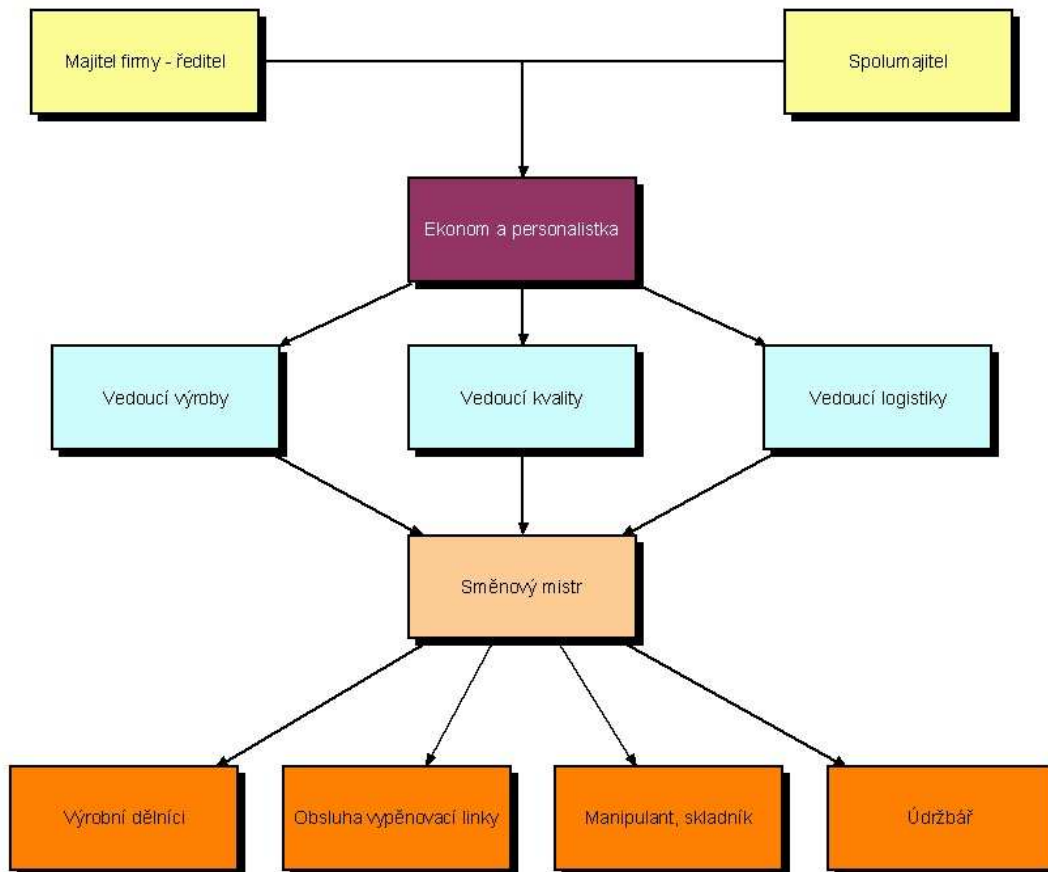 Majitel firmy - ředitel
Spolumajitel
Ekonom a personalistka
Vedoucí výroby
Vedoucí kvality
Vedoucí logistiky
Směnový mistr
Výrobní dělníci
Obsluha vypěnovací linky
Manipulant, skladník
Údržbář